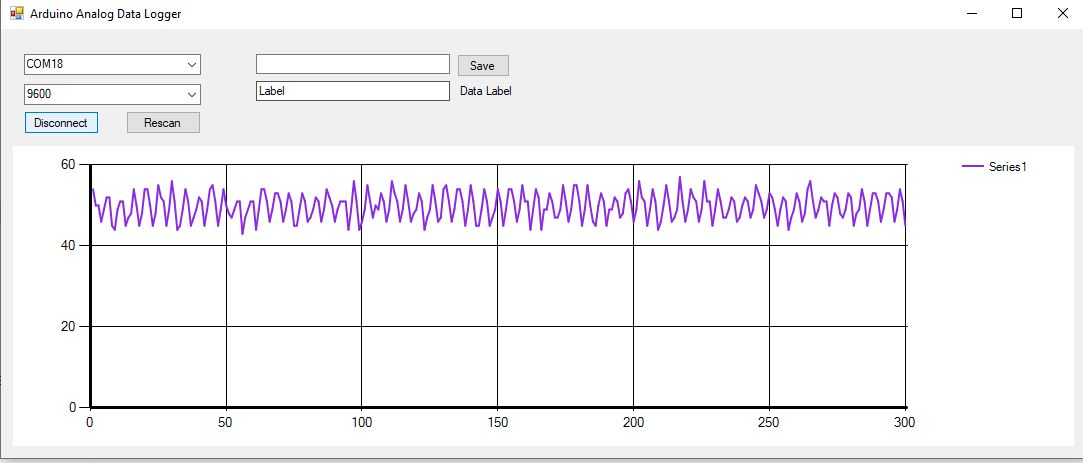 Arduino Analog Data Logger
COM18
Save
9600
Label
Data Label
Disconnect
Rescan
Series1
60
40
20
0
0 50 100 150 200 250 300